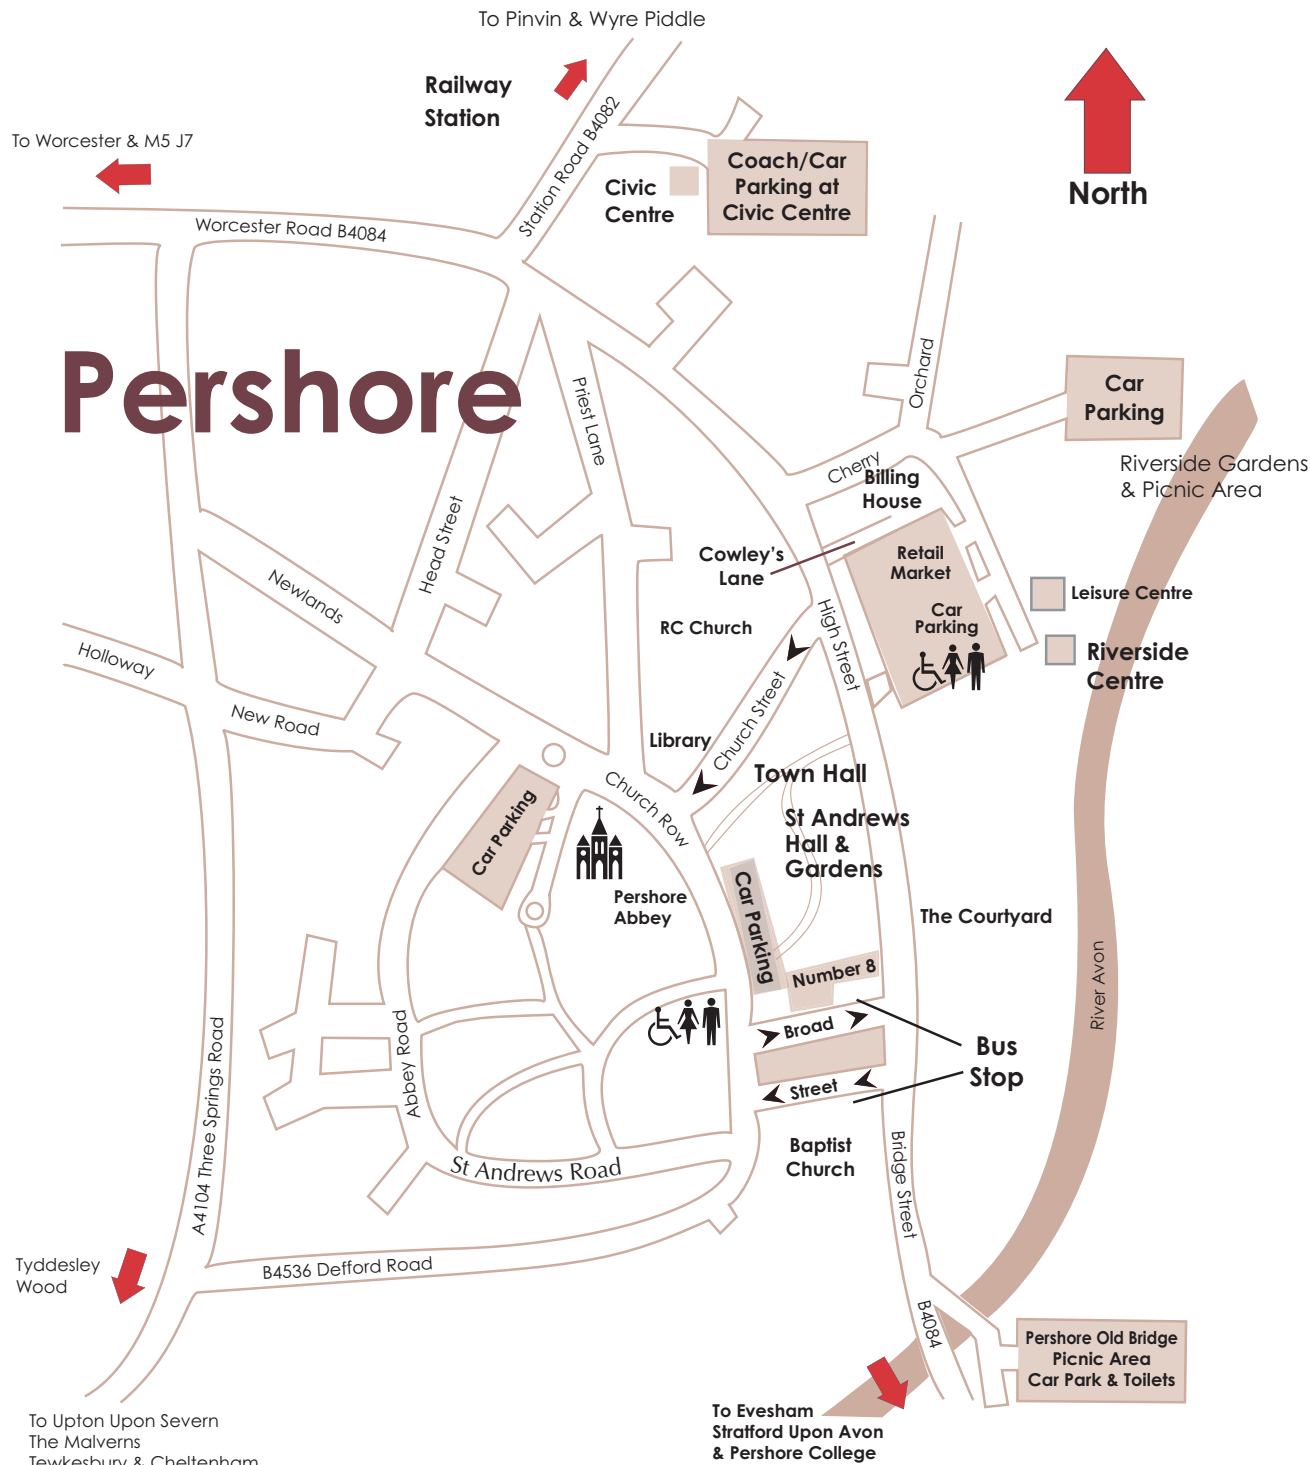 To Pinvin & Wyre Piddle
Railway
Station
To Worcester & M5 J7
Station Road B4082
Civic
Centre
Coach/Car
Parking at
Civic Centre
North
Worcester Road B4084
Pershore
Priest Lane
Orchard
Car
Parking
Riverside Gardens
& Picnic Area
Cherry
Billing
House
Head Street
Cowley's
Lane
Retail
Market
Car
Parking
Leisure Centre
Riverside
Centre
Newlands
RC Church
High Street
Holloway
New Road
Church Street
Library
Town Hall
Church Row
St Andrews
Hall &
Gardens
Car Parking
Pershore
Abbey
Car Parking
The Courtyard
Number 8
River Avon
Broad
Street
Bus
Stop
Abbey Road
A4104 Three Springs Road
Baptist
Church
St Andrews Road
Bridge Street
B4536 Defford Road
Tyddesley
Wood
B4084
Pershore Old Bridge
Picnic Area
Car Park & Toilets
To Upton Upon Severn
The Malverns
Tewkesbury & Cheltenham
To Evesham
Stratford Upon Avon
& Pershore College